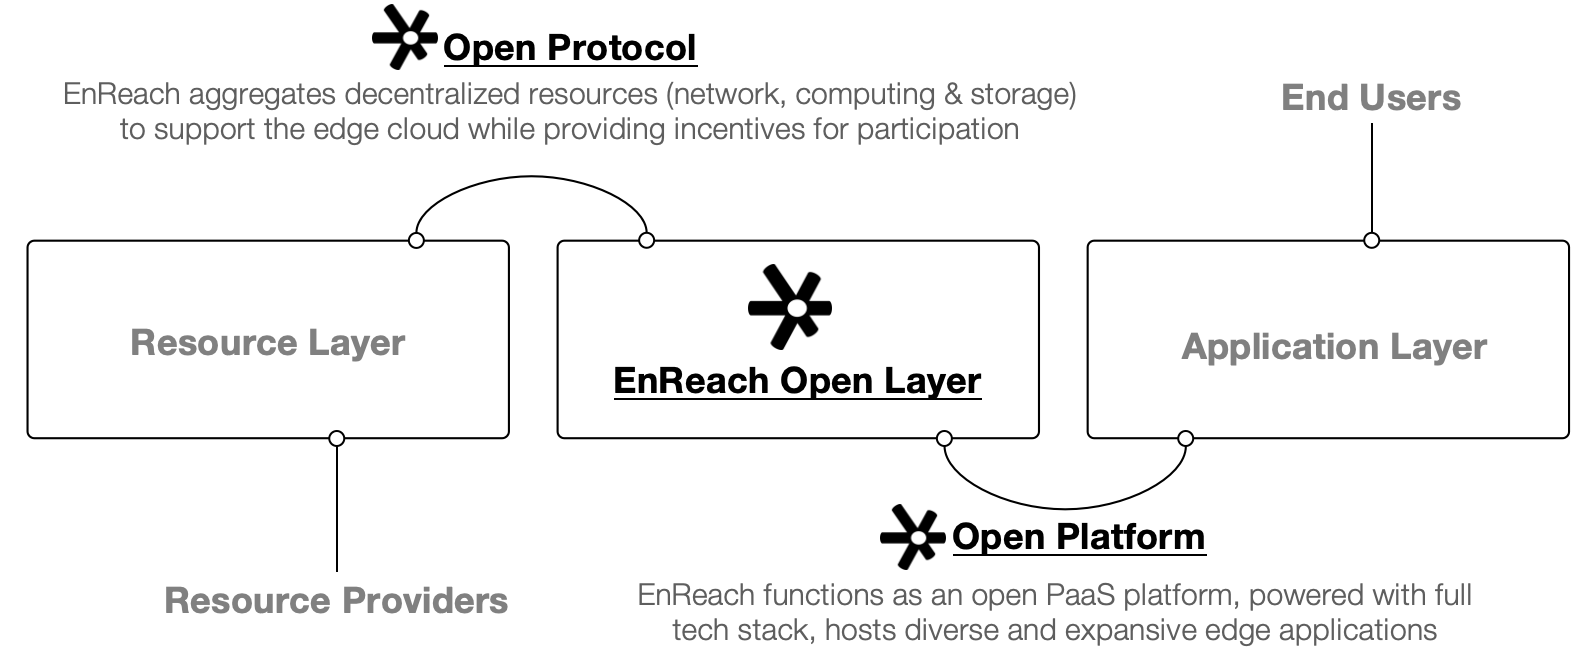 Open Protocol
EnReach aggregates decentralized resources (network, computing & storage)
to support the edge cloud while providing incentives for participation
End Users
Resource Layer
EnReach Open Layer
Application Layer
Open Platform
Resource Providers
EnReach functions as an open PaaS platform, powered with full
tech stack, hosts diverse and expansive edge applications